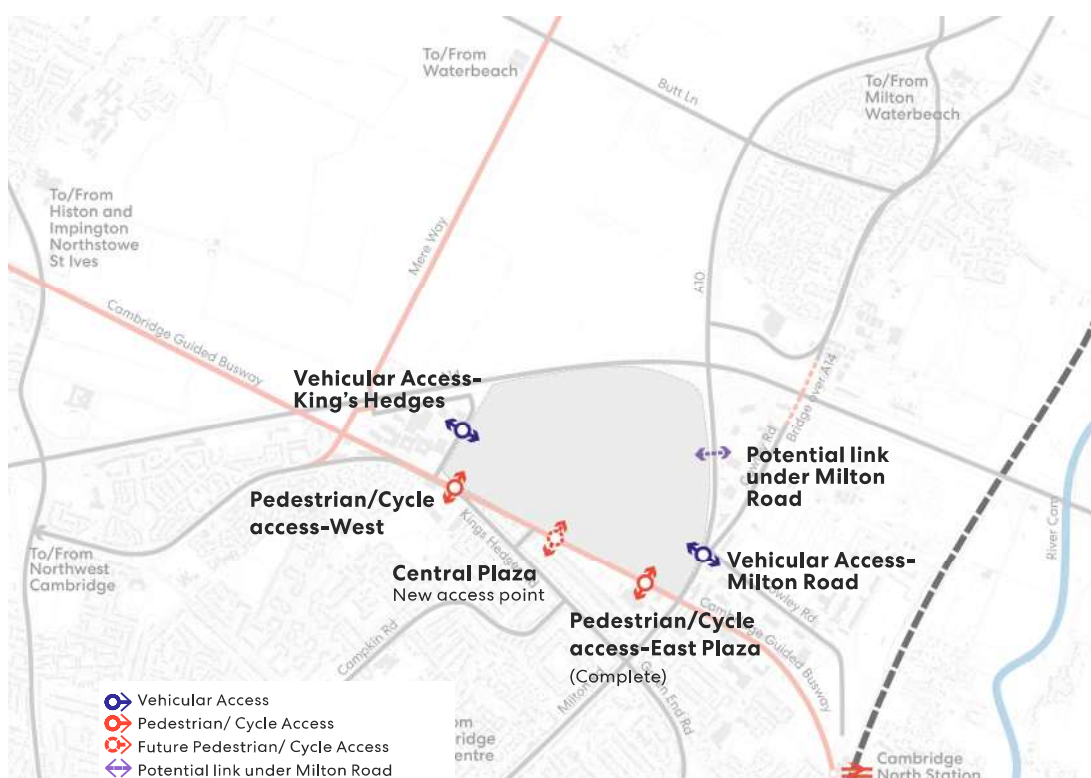 To/From
Waterbeach
Butt Ln
To/From
Milton
Waterbeach
To/From
Histon and
Impington
Northstowe
St Ives
Mere Way
A10
Cambridge Guided Busway
Vehicular Access-
King's Hedges
Bridge over A14
Potential link
under Milton
Road
Pedestrian/Cycle
access-West
To/From
Northwest
Cambridge
Kings Hedge
Central Plaza
New access point
Vehicular Access-
Milton Road
River Cam
Pedestrian/Cycle
access-East Plaza
(Complete)
Cambridge Guided Busway
Campkin Rd
Milton Rd
End Rd
Vehicular Access
Pedestrian/ Cycle Access
Future Pedestrian/ Cycle Access
Potential link under Milton Road
om
ridge
entre
Cambridge
North Station